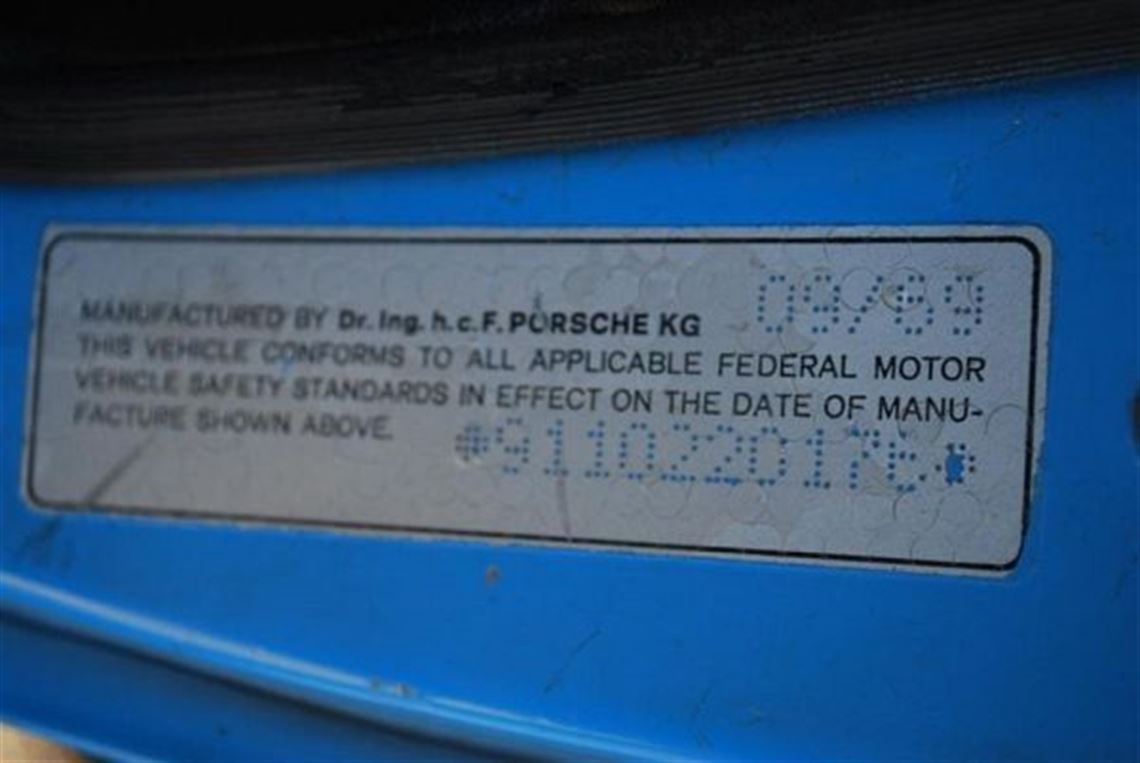 09/69
MANUFACTURED BY Dr. Ing. h. c. F. PORSCHE KG
THIS VEHICLE CONFORMS TO ALL APPLICABLE FEDERAL MOTOR
VEHICLE SAFETY STANDARDS IN EFFECT ON THE DATE OF MANU-
FACTURE SHOWN ABOVE.
*9110220176*